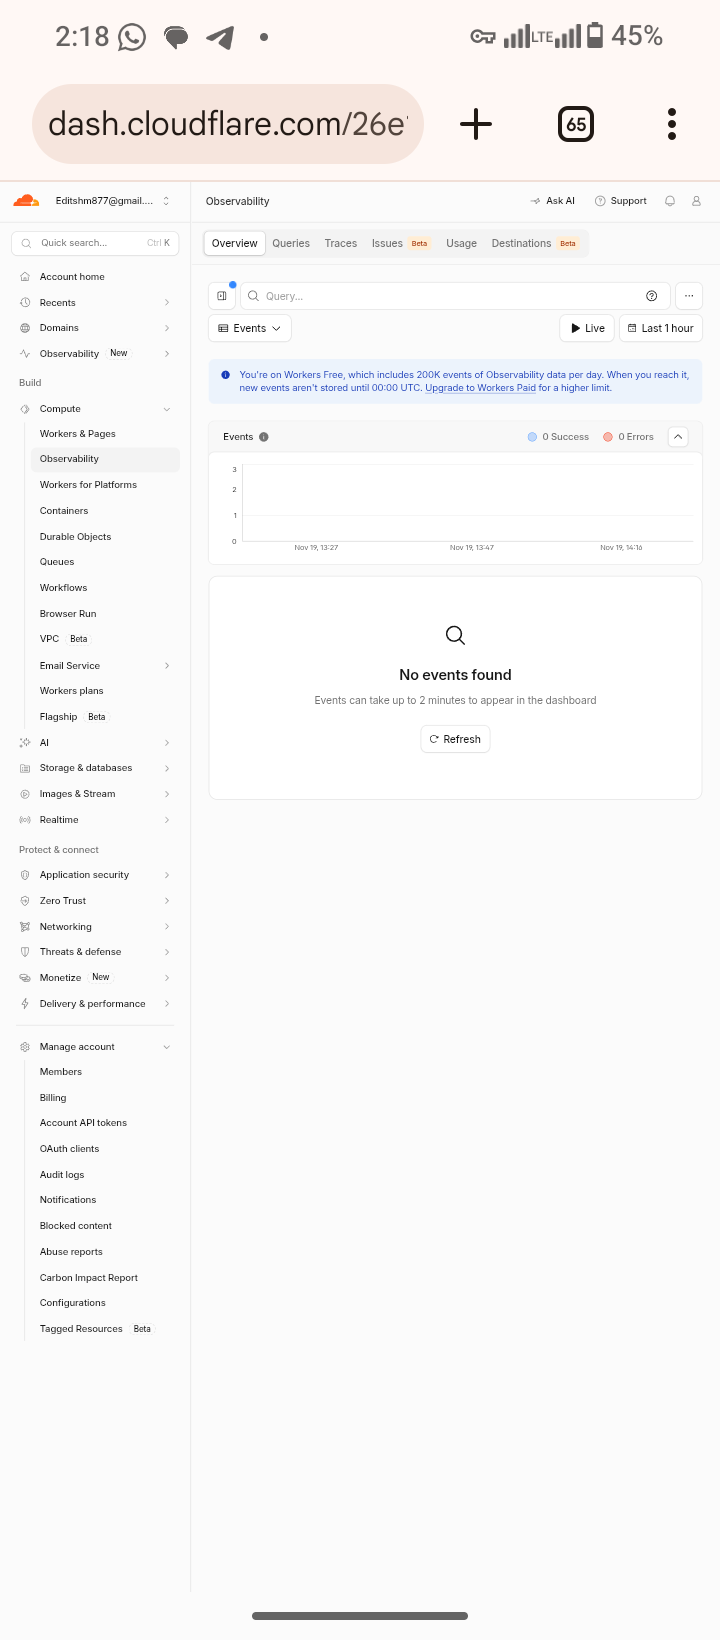 2:18
LTE
45%
dash.cloudflare.com/26e
65
Editshm877@gmail....
Observability
Ask AI
Support
Quick search...
Ctrl K
Overview
Queries
Traces
Issues Beta
Usage
Destinations Beta
Account home
Recents
Domains
Observability New
Build
Compute
Workers & Pages
Observability
Workers for Platforms
Containers
Durable Objects
Queues
Workflows
Browser Run
VPC Beta
Email Service
Workers plans
Flagship Beta
AI
Storage & databases
Images & Stream
Realtime
Protect & connect
Application security
Zero Trust
Networking
Threats & defense
Monetize New
Delivery & performance
Manage account
Members
Billing
Account API tokens
OAuth clients
Audit logs
Notifications
Blocked content
Abuse reports
Carbon Impact Report
Configurations
Tagged Resources Beta
Query...
Events
Live
Last 1 hour
You're on Workers Free, which includes 200K events of Observability data per day. When you reach it,
new events aren't stored until 00:00 UTC. Upgrade to Workers Paid for a higher limit.
Events
0 Success
0 Errors
3
2
1
0
Nov 19, 13:27
Nov 19, 13:47
Nov 19, 14:16
No events found
Events can take up to 2 minutes to appear in the dashboard
Refresh